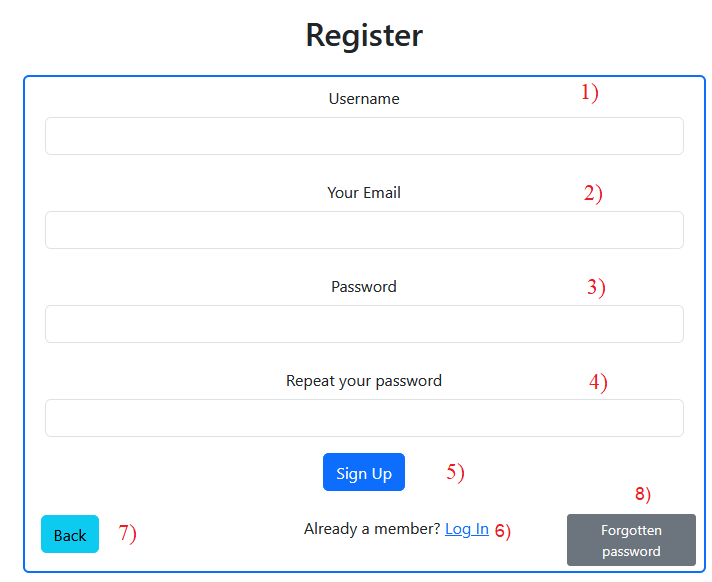 Register
Username 1)
Your Email 2)
Password 3)
Repeat your password 4)
Sign Up 5)
8)
Back 7) Already a member? Log In 6) Forgotten
password